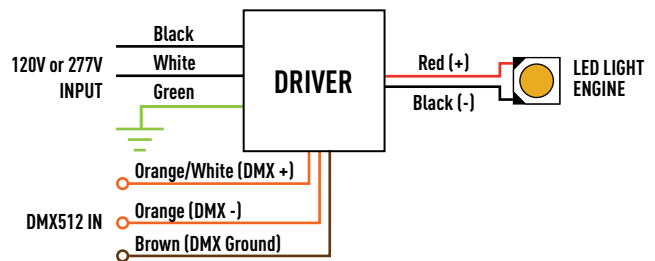 Black
120V or 277V
INPUT
White
Green
DRIVER
Red (+)
Black (-)
LED LIGHT
ENGINE
Orange/White (DMX +)
DMX512 IN
Orange (DMX -)
Brown (DMX Ground)